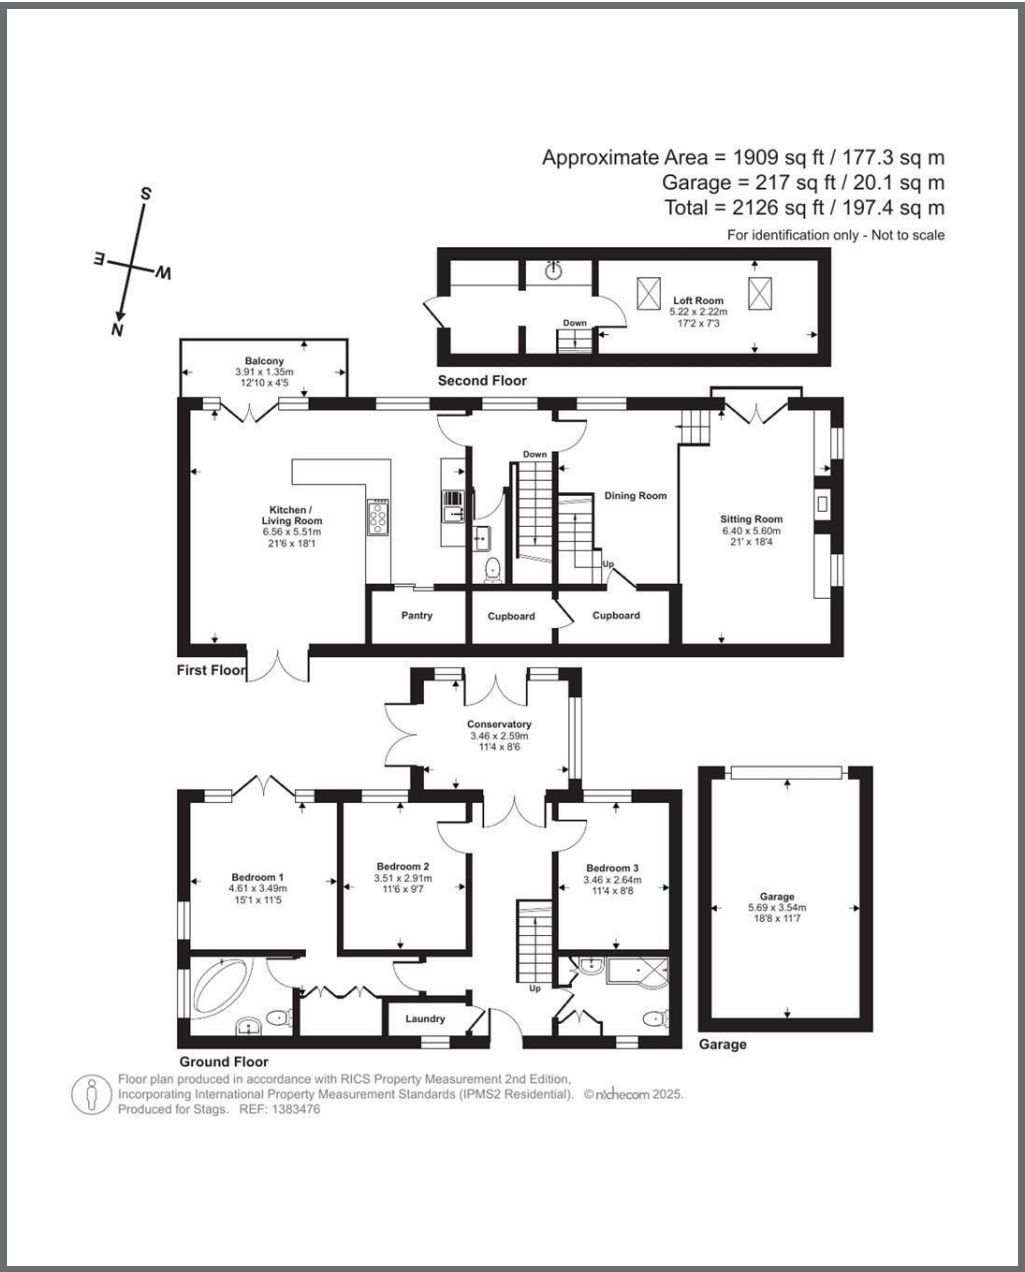 Approximate Area = 1909 sq ft / 177.3 sq m
Garage = 217 sq ft / 20.1 sq m
Total = 2126 sq ft / 197.4 sq m
For identification only - Not to scale
S
E
W
N
Loft Room
5.22 x 2.22m
17'2 x 7'3
Down
Second Floor
Balcony
3.91 x 1.35m
12'10 x 4'5
Down
Dining Room
Kitchen /
Living Room
6.56 x 5.51m
21'6 x 18'1
Sitting Room
6.40 x 5.60m
21' x 18'4
Up
Pantry
Cupboard
Cupboard
First Floor
Conservatory
3.46 x 2.59m
11'4 x 8'6
Bedroom 1
4.61 x 3.49m
15'1 x 11'5
Bedroom 2
3.51 x 2.91m
11'6 x 9'7
Bedroom 3
3.46 x 2.64m
11'4 x 8'8
Garage
5.69 x 3.54m
18'8 x 11'7
Up
Laundry
Garage
Ground Floor
Floor plan produced in accordance with RICS Property Measurement 2nd Edition,
Incorporating International Property Measurement Standards (IPMS2 Residential). © nichecom 2025.
Produced for Stags. REF: 1383476